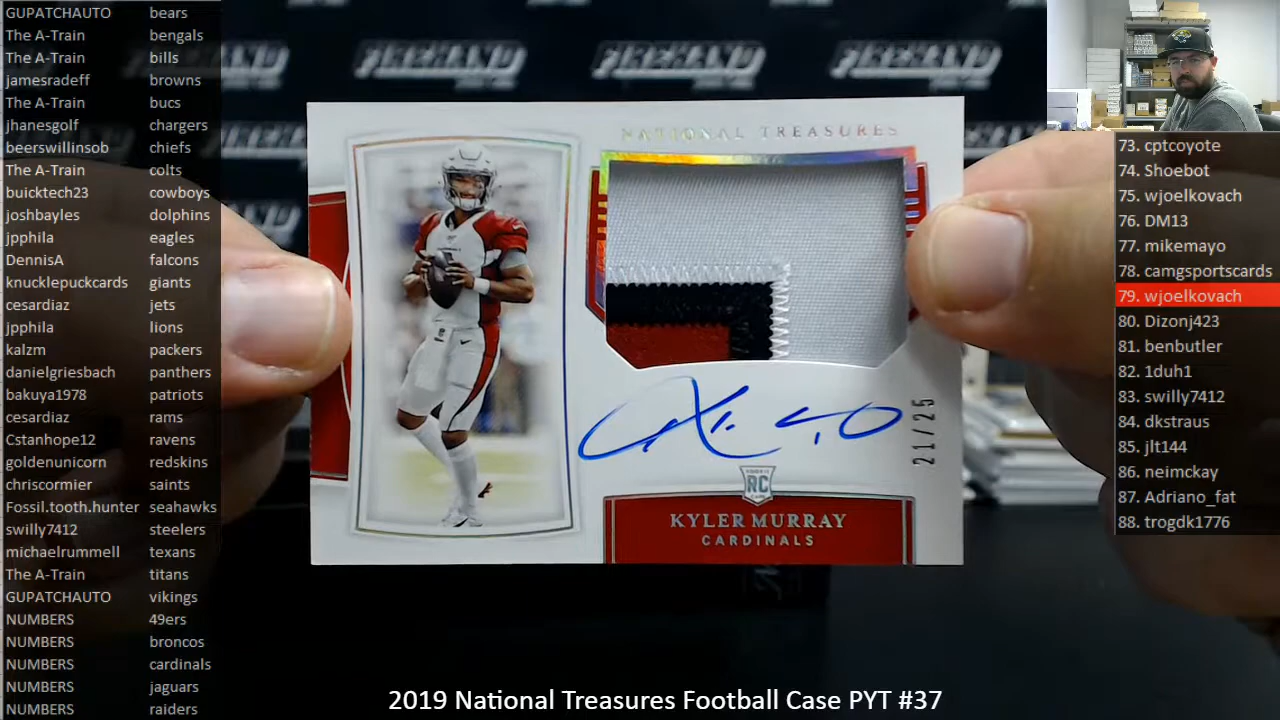 GUPATCHAUTO bears
The A-Train bengals
The A-Train bills
jamesradeff browns
The A-Train bucs
jhanesgolf chargers
beerswillinsob chiefs
The A-Train colts
buicktech23 cowboys
joshbayles dolphins
jpphila eagles
DennisA falcons
knucklepuckcards giants
cesardiaz jets
jpphila lions
kalzm packers
danielgriesbach panthers
bakuya1978 patriots
cesardiaz rams
Cstanhope12 ravens
goldenunicorn redskins
chriscormier saints
Fossil.tooth.hunter seahawks
swilly7412 steelers
michaelrummell texans
The A-Train titans
GUPATCHAUTO vikings
NUMBERS 49ers
NUMBERS broncos
NUMBERS cardinals
NUMBERS jaguars
NUMBERS raiders
NATIONAL TREASURES
21/25
ROOKIE
RC
KYLER MURRAY
CARDINALS
73. cptcoyote
74. Shoebot
75. wjoelkovach
76. DM13
77. mikemayo
78. camgsportscards
79. wjoelkovach
80. Dizonj423
81. benbutler
82. 1duh1
83. swilly7412
84. dkstraus
85. jlt144
86. neimckay
87. Adriano_fat
88. trogdk1776
2019 National Treasures Football Case PYT #37